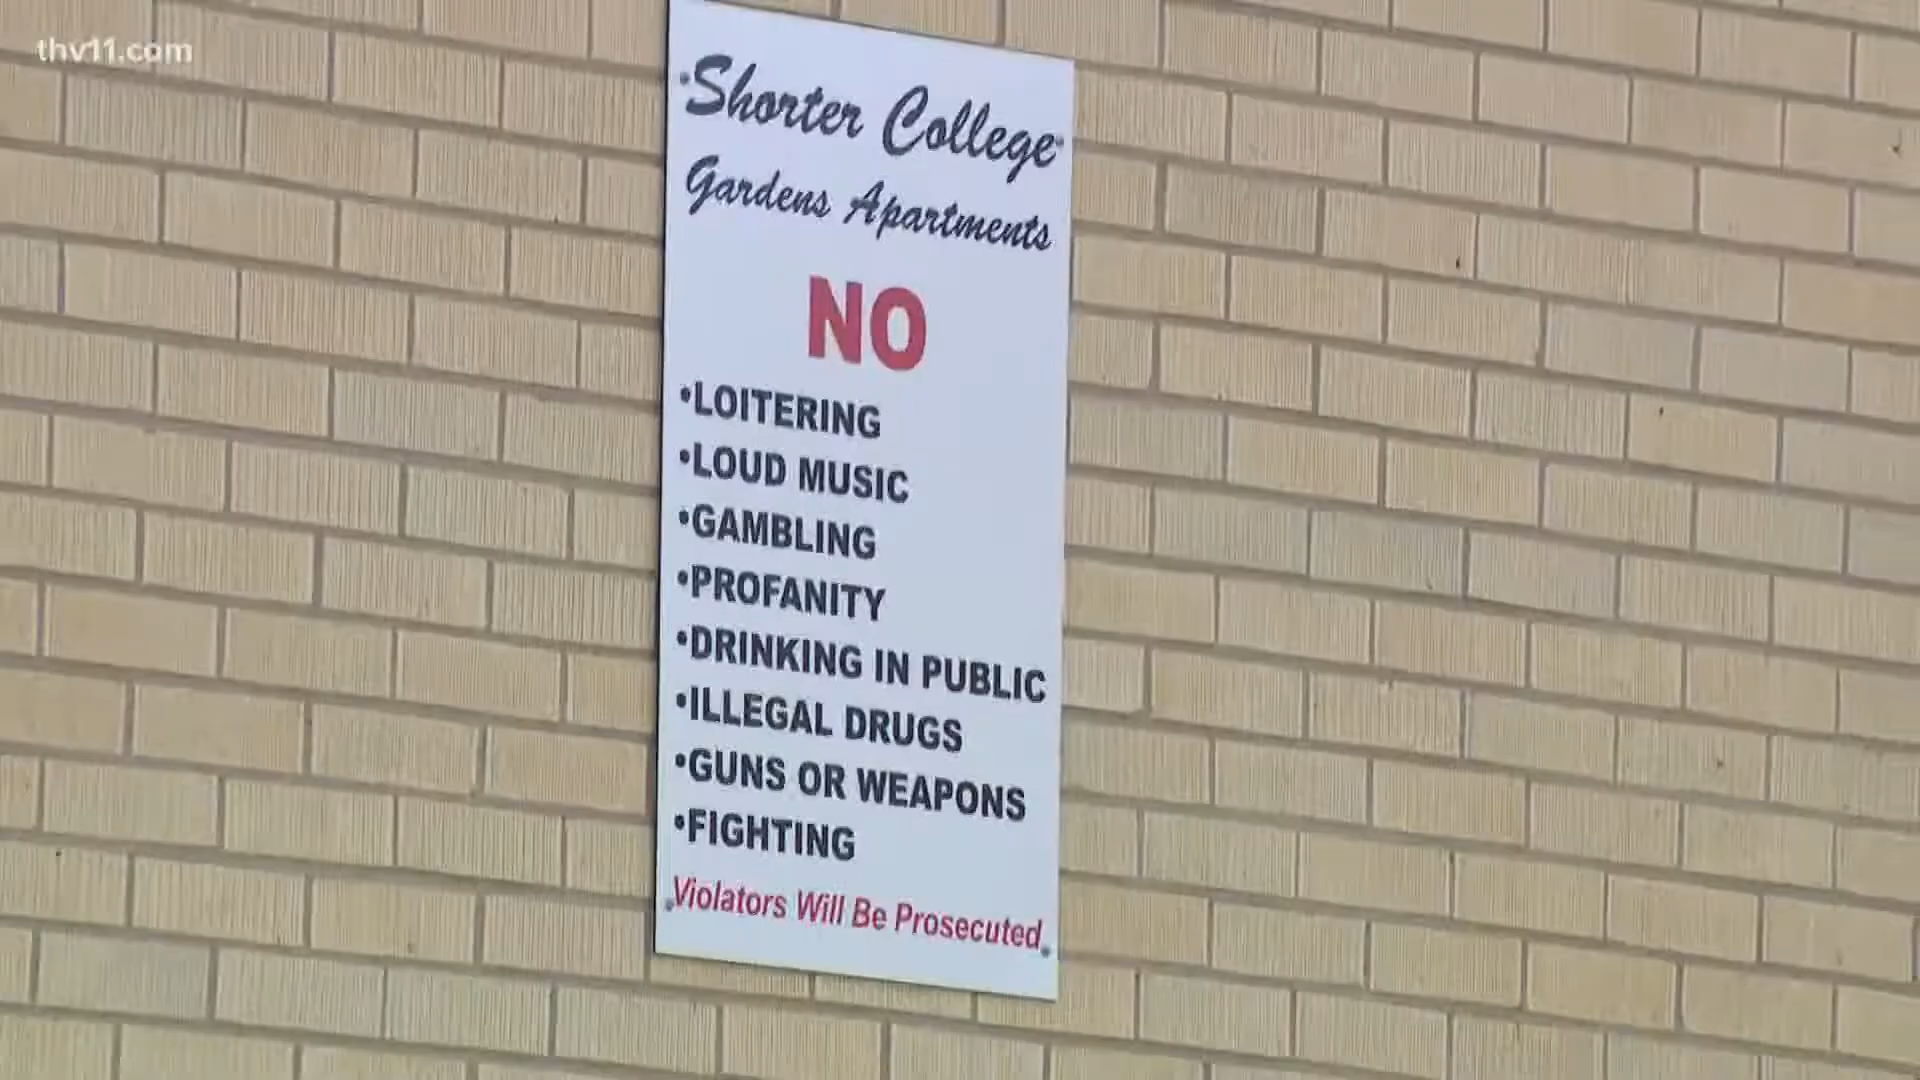 thv11.com
Shorter College
Gardens Apartments
NO
•LOITERING
•LOUD MUSIC
•GAMBLING
•PROFANITY
•DRINKING IN PUBLIC
•ILLEGAL DRUGS
•GUNS OR WEAPONS
•FIGHTING
Violators Will Be Prosecuted